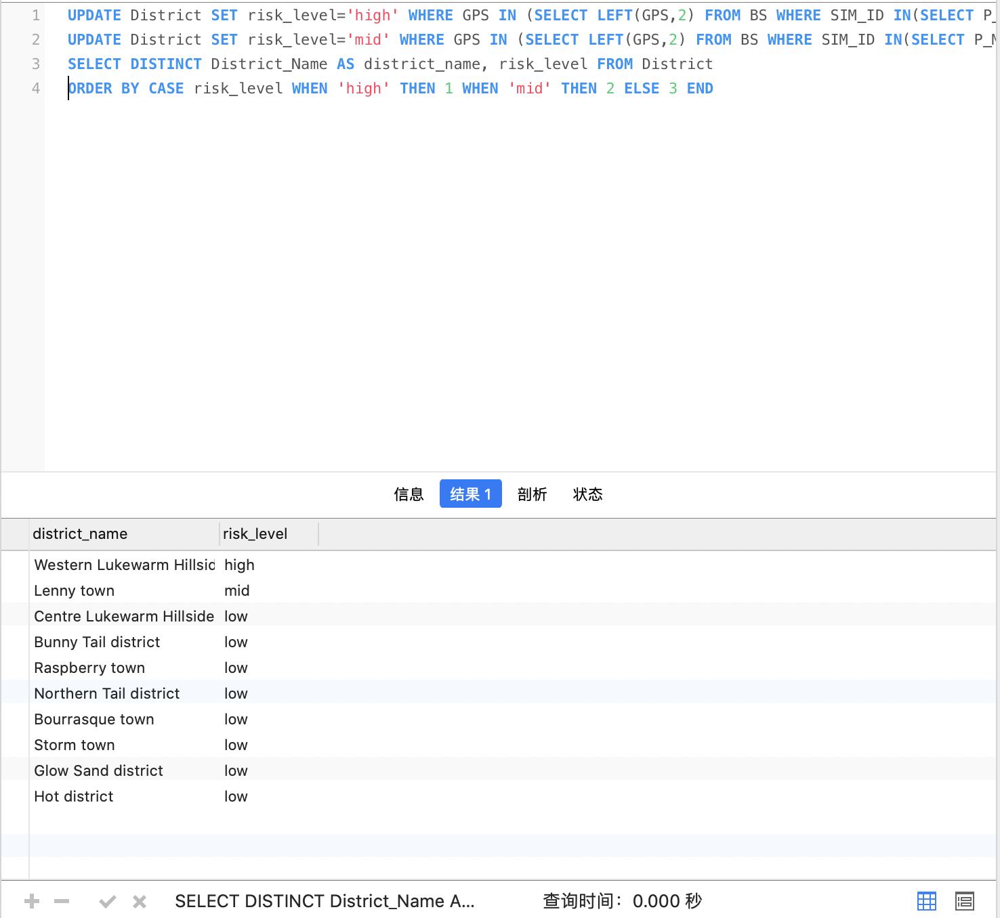 1 UPDATE District SET risk_level='high' WHERE GPS IN (SELECT LEFT(GPS,2) FROM BS WHERE SIM_ID IN(SELECT P_
2 UPDATE District SET risk_level='mid' WHERE GPS IN (SELECT LEFT(GPS,2) FROM BS WHERE SIM_ID IN(SELECT P_N
3 SELECT DISTINCT District_Name AS district_name, risk_level FROM District
4 ORDER BY CASE risk_level WHEN 'high' THEN 1 WHEN 'mid' THEN 2 ELSE 3 END
信息 结果 1 剖析 状态
district_name risk_level
Western Lukewarm Hillsid high
Lenny town mid
Centre Lukewarm Hillside low
Bunny Tail district low
Raspberry town low
Northern Tail district low
Bourrasque town low
Storm town low
Glow Sand district low
Hot district low
SELECT DISTINCT District_Name A... 查询时间：0.000 秒